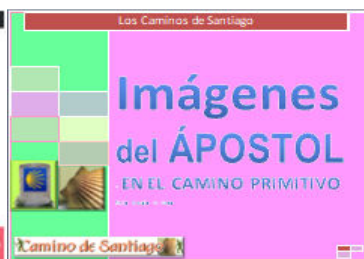 Los Caminos de Santiago
Imágenes
del ÁPOSTOL
EN EL CAMINO PRIMITIVO
Camino de Santiago